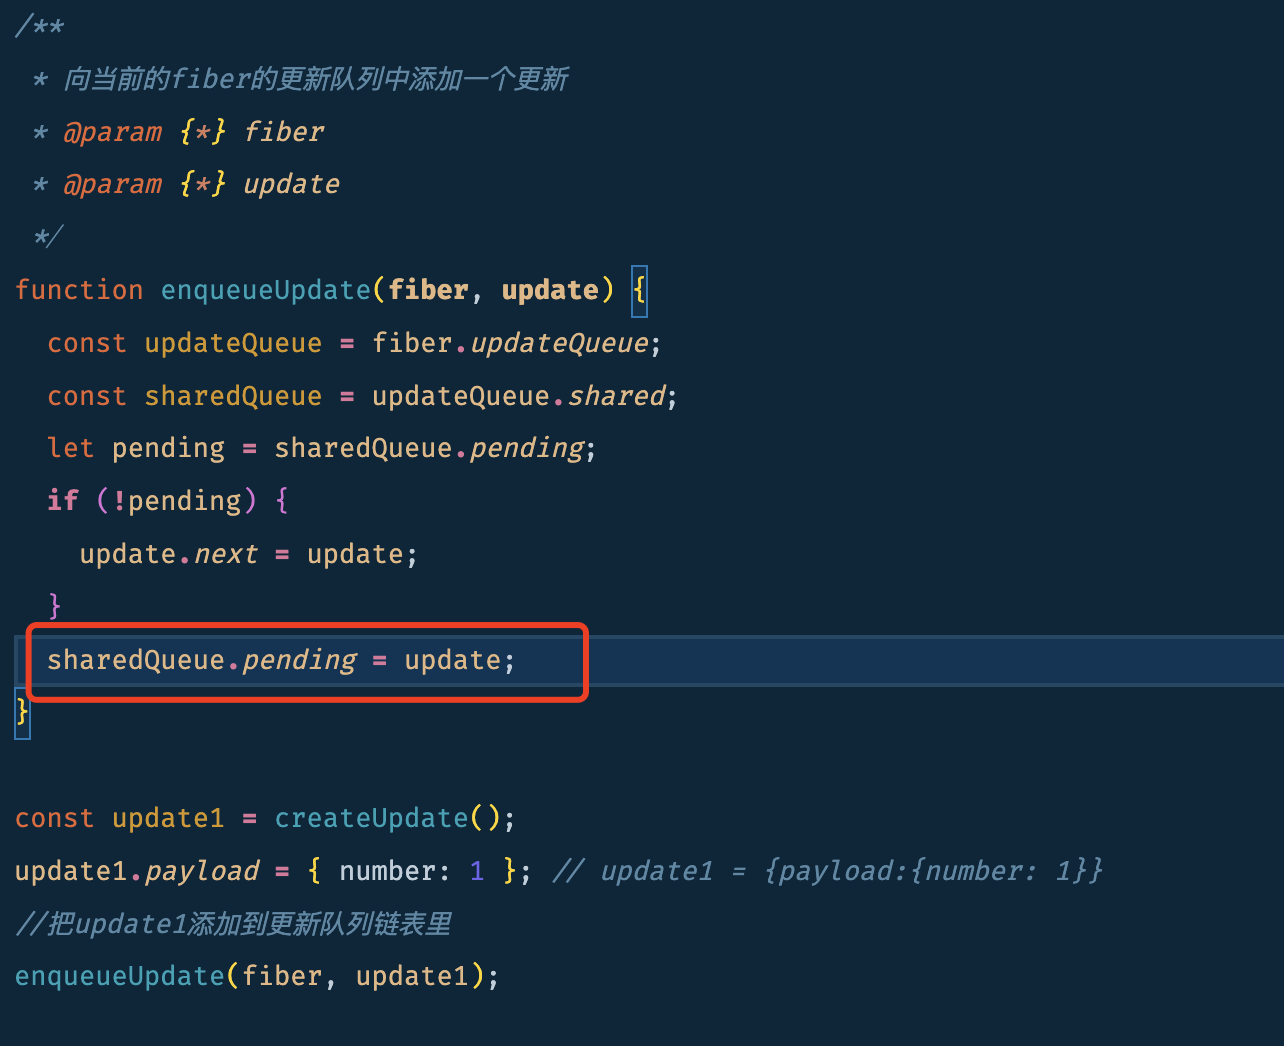 /**
 * 向当前的fiber的更新队列中添加一个更新
 * @param {*} fiber
 * @param {*} update
 */
function enqueueUpdate(fiber, update) {
  const updateQueue = fiber.updateQueue;
  const sharedQueue = updateQueue.shared;
  let pending = sharedQueue.pending;
  if (!pending) {
    update.next = update;
  }
  sharedQueue.pending = update;
}
const update1 = createUpdate();
update1.payload = { number: 1 }; // update1 = {payload:{number: 1}}
//把update1添加到更新队列链表里
enqueueUpdate(fiber, update1);